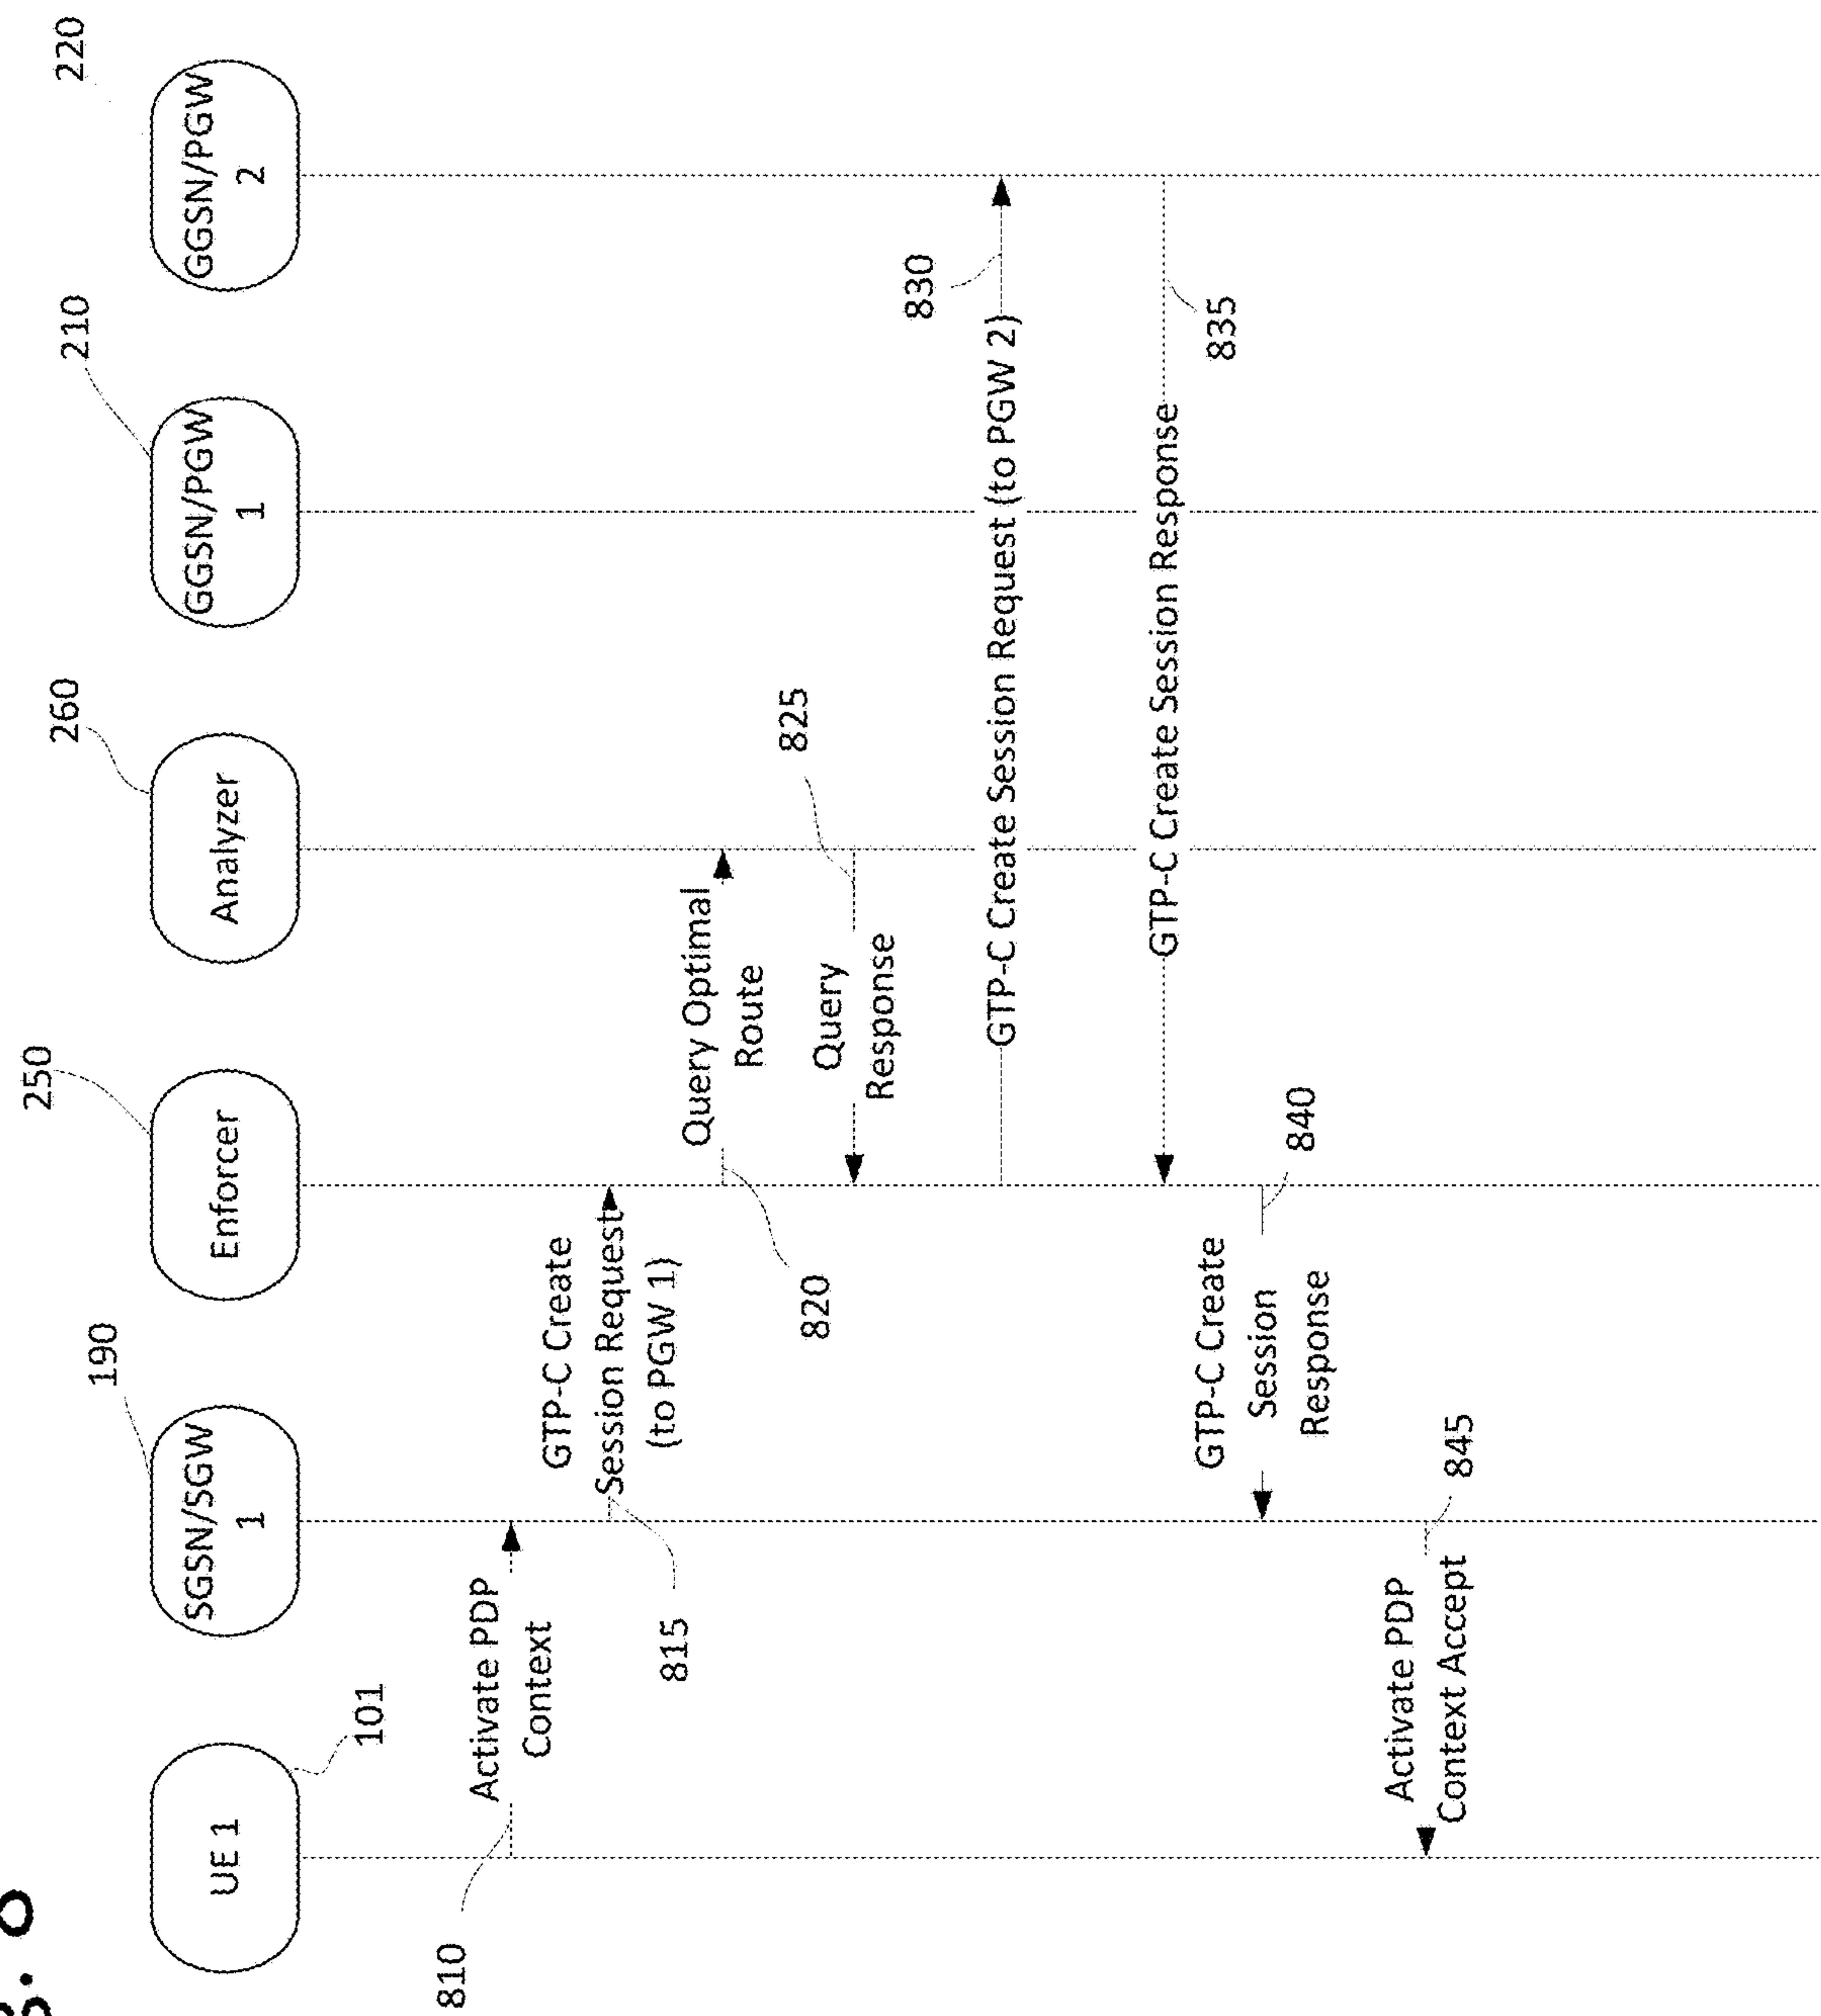 101
UE 1
190
SGSN/SGW
1
250
Enforcer
260
Analyzer
210
GGSN/PGW
1
220
GGSN/PGW
2
810
Activate PDP
Context
GTP-C Create
Session Request
(to PGW 1)
815
Query Optimal
Route
820
825
Query
Response
830
GTP-C Create Session Request (to PGW 2)
GTP-C Create Session Response
835
840
GTP-C Create
Session
Response
845
Activate PDP
Context Accept